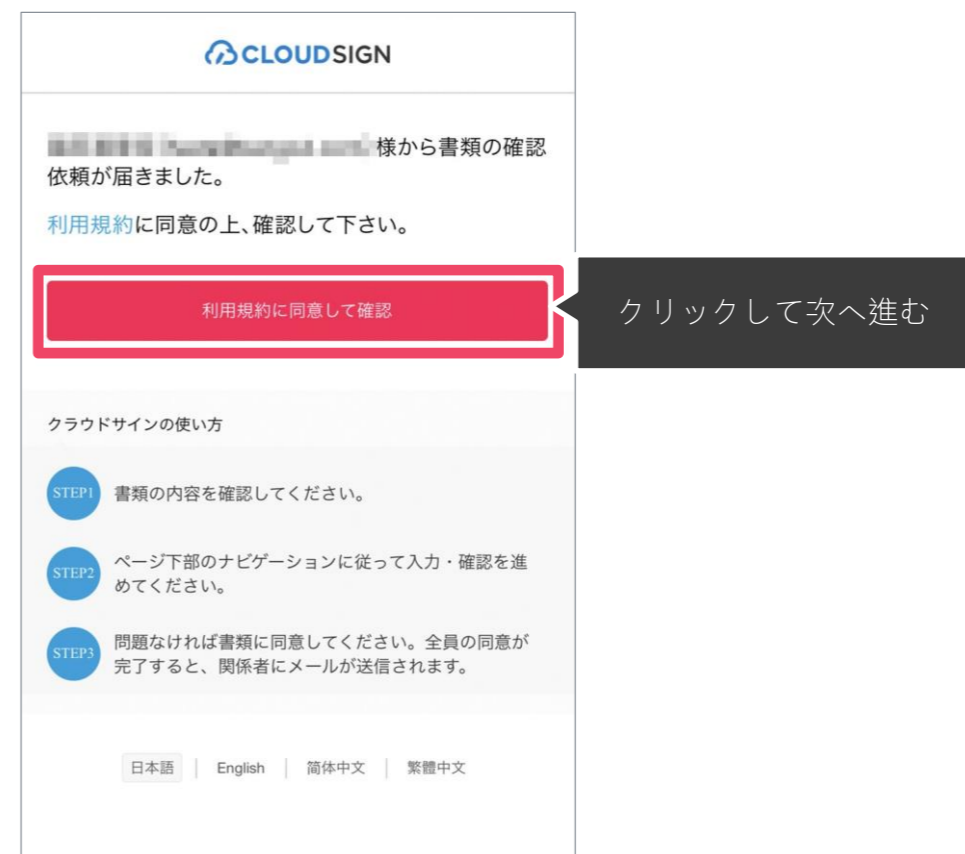 CLOUDSIGN
様から書類の確認
依頼が届きました。
利用規約に同意の上、確認して下さい。
利用規約に同意して確認
クリックして次へ進む
クラウドサインの使い方
STEP1 書類の内容を確認してください。
STEP2 ページ下部のナビゲーションに従って入力・確認を進
めてください。
STEP3 問題なければ書類に同意してください。全員の同意が
完了すると、関係者にメールが送信されます。
日本語 | English | 简体中文 | 繁體中文